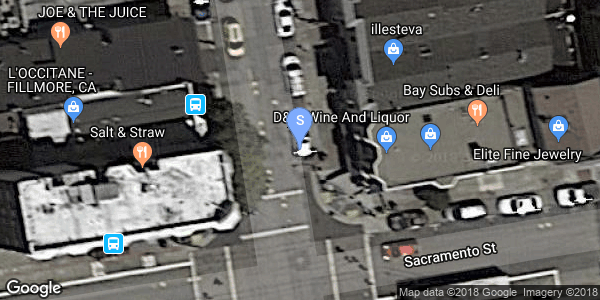 JOE & THE JUICE
illesteva
L'OCCITANE -
FILLMORE, CA
Bay Subs & Deli
D& Wine And Liquor
S
Salt & Straw
Elite Fine Jewelry
Sacramento St
Google
Map data ©2018 Google Imagery ©2018